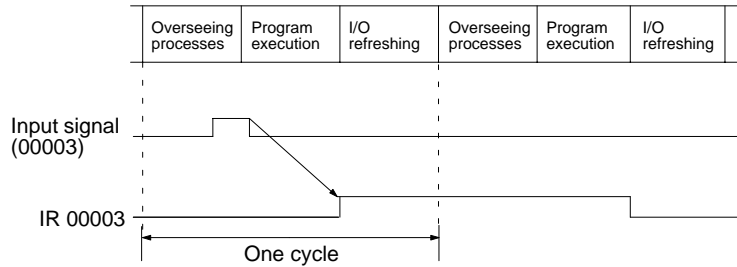 Overseeing processes
Program execution
I/O refreshing
Overseeing processes
Program execution
I/O refreshing
Input signal
(00003)
IR 00003
One cycle